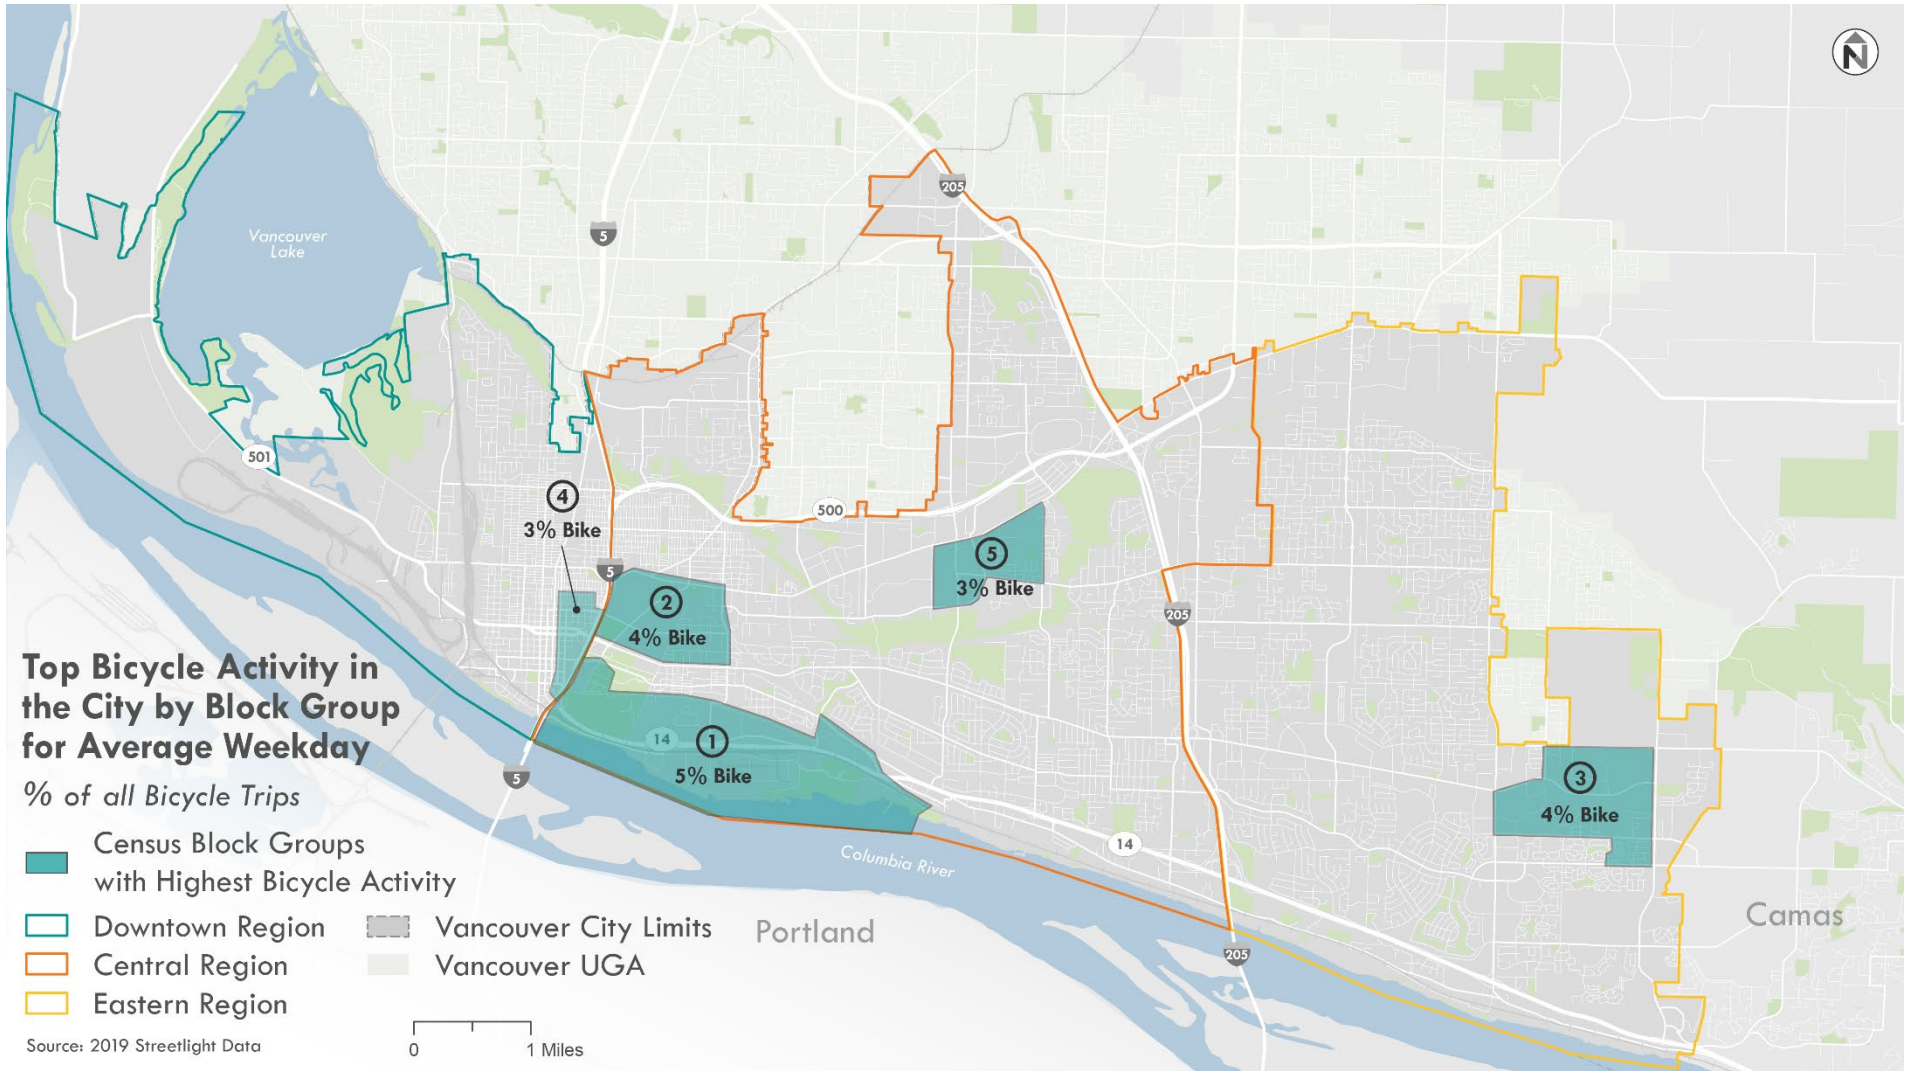 N
205
5
Vancouver
Lake
501
4
3% Bike
500
5
3% Bike
5
2
4% Bike
205
14
1
5% Bike
5
3
4% Bike
14
Columbia River
Portland
Camas
205
Top Bicycle Activity in
the City by Block Group
for Average Weekday
% of all Bicycle Trips
Census Block Groups
with Highest Bicycle Activity
Downtown Region
Central Region
Eastern Region
Vancouver City Limits
Vancouver UGA
Source: 2019 Streetlight Data
0 1 Miles